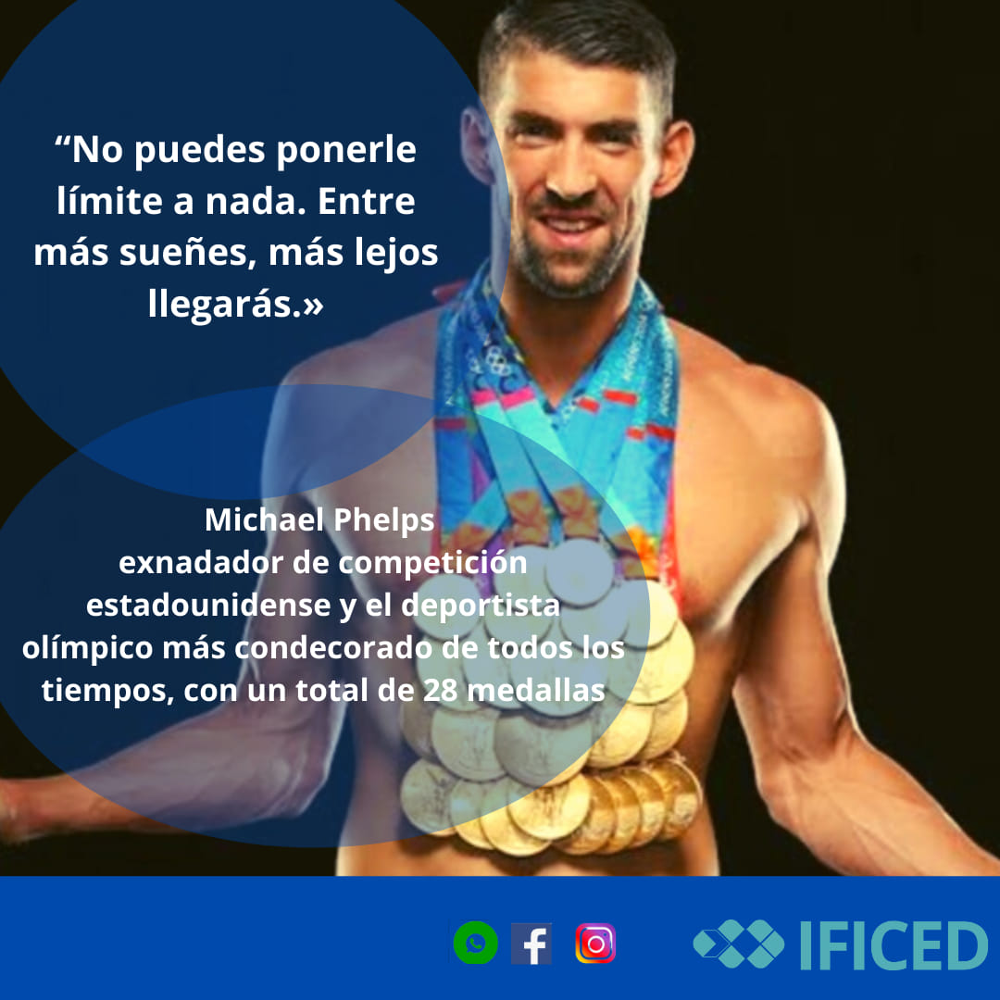 “No puedes ponerle
límite a nada. Entre
más sueñes, más lejos
llegarás.»
Michael Phelps
exnadador de competición
estadounidense y el deportista
olímpico más condecorado de todos los
tiempos, con un total de 28 medallas
IFICED